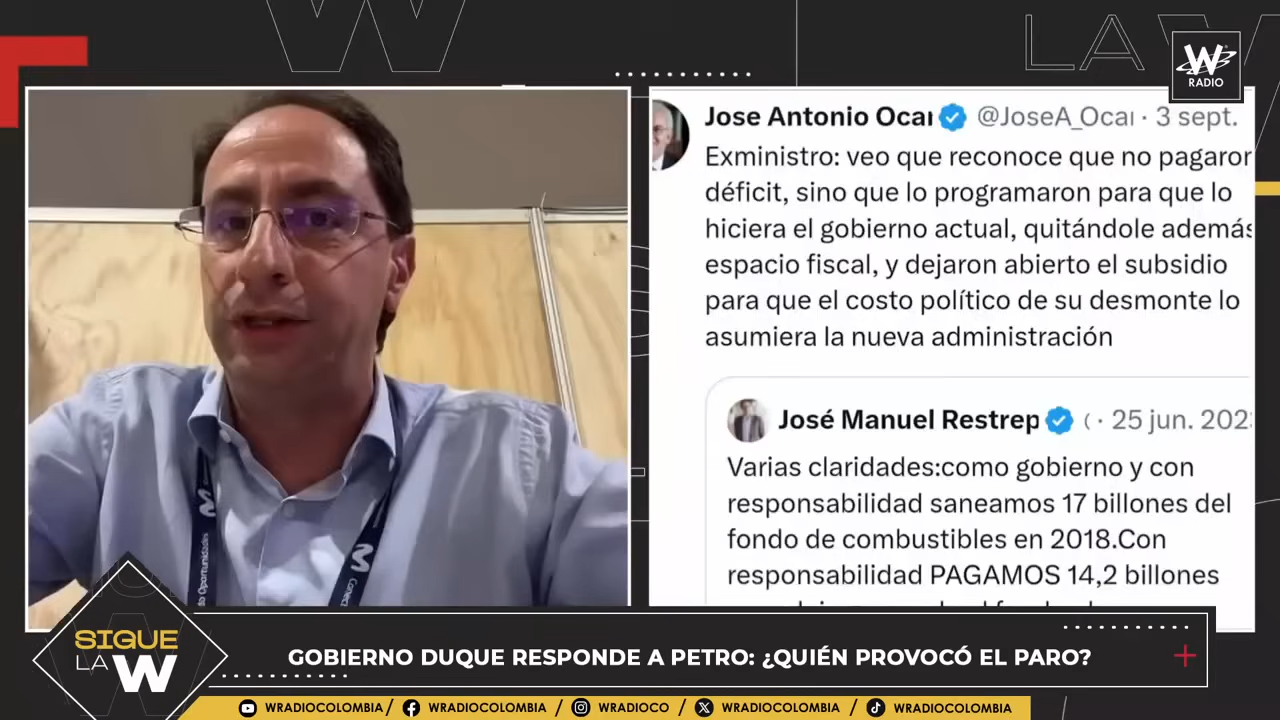 LA W
W
RADIO
Jose Antonio @JoseA_ · 3 sept.
Exministro: veo que reconoce que no
déficit, sino que lo programaron para que lo
hiciera el gobierno actual, quitándole además
espacio fiscal, y dejaron abierto el subsidio
para que el costo político de su desmonte lo
asumiera la nueva administración
José Manuel Restrep · 25 jun.
Varias claridades:como gobierno y con
responsabilidad saneamos 17 billones del
fondo de combustibles en 2018.Con
responsabilidad PAGAMOS 14,2 billones
SIGUE
LA W
GOBIERNO DUQUE RESPONDE A PETRO: ¿QUIÉN PROVOCÓ EL PARO?
WRADIOCOLOMBIA / WRADIOCOLOMBIA / WRADIOCO / WRADIOCOLOMBIA / WRADIOCOLOMBIA